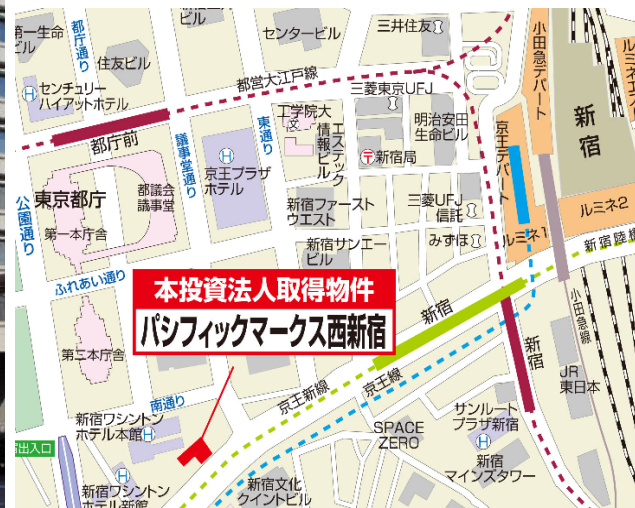 第一生命
ビル
都庁通り
住友ビル
センチュリー
ハイアットホテル
ビル
センタービル
三井住友
都営大江戸線
三菱東京UFJ
小田急デパート
新宿
都庁前
議事堂通り
東通り
工学院大
エステック
情報ビル
明治安田
生命ビル
新宿局
京王デパート
京王プラザ
ホテル
東京都庁
都議会
議事堂
公園通り
第一本庁舎
新宿ファースト
ウエスト
三菱UFJ
信託
みずほ
ルミネ1
ルミネ2
新宿サンエー
ビル
新宿陸橋
ふれあい通り
本投資法人取得物件
パシフィックマークス西新宿
新宿
小田急線
新宿
第二本庁舎
京王新線
京王線
JR
東日本
南通り
新宿ワシントン
ホテル本館
SPACE
ZERO
サンルート
プラザ新宿
出入口
新宿
マインズタワー
新宿ワシントン
ホテル新館
新宿文化
クイントビル